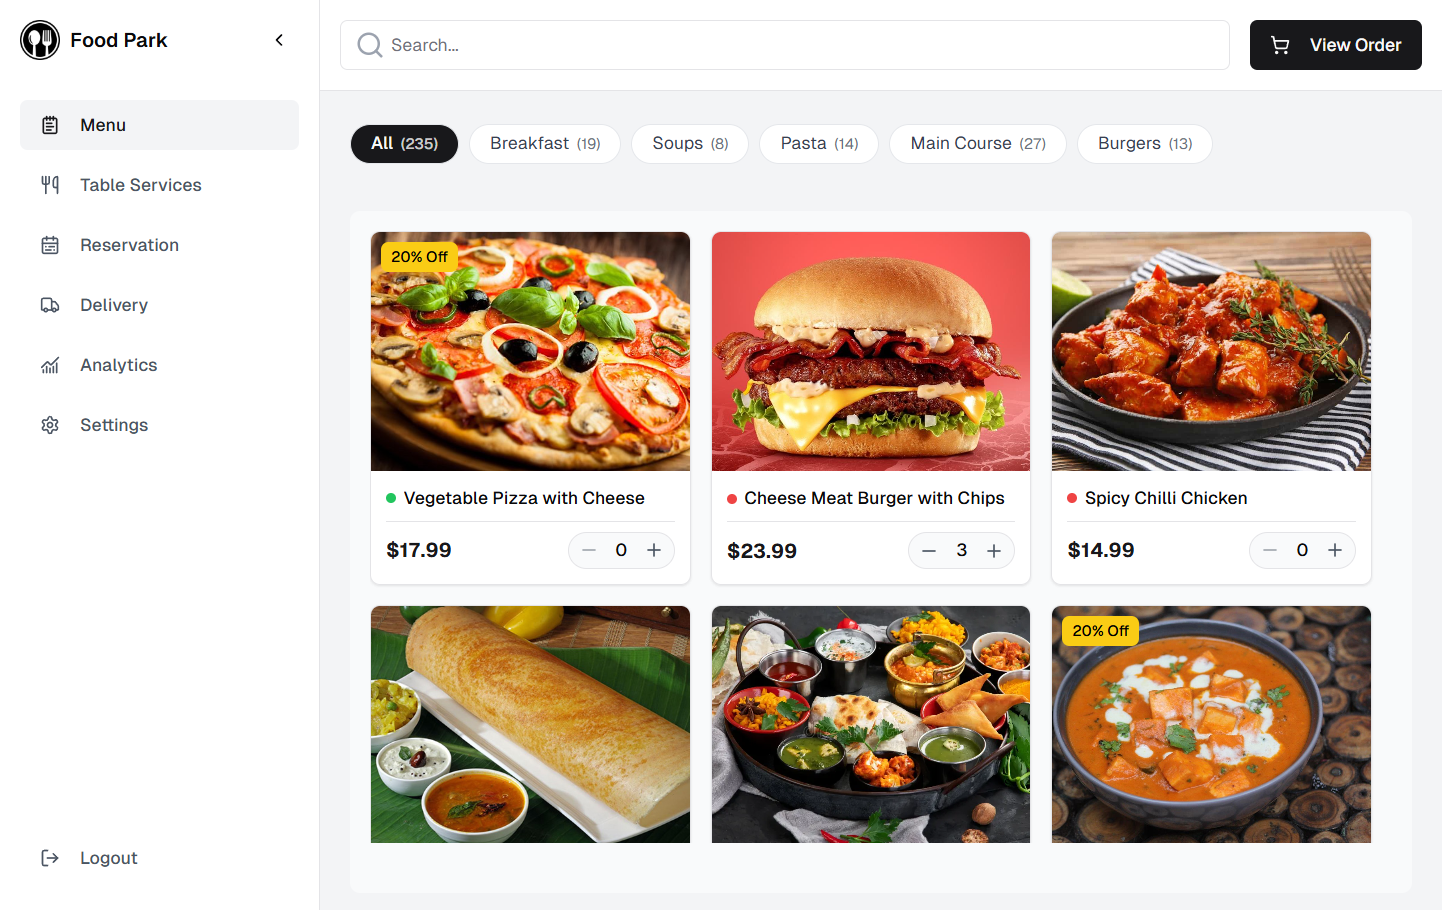 Food Park
Search...
View Order
Menu
Table Services
Reservation
Delivery
Analytics
Settings
Logout
All (235)
Breakfast (19)
Soups (8)
Pasta (14)
Main Course (27)
Burgers (13)
20% Off
Vegetable Pizza with Cheese
$17.99
0
Cheese Meat Burger with Chips
$23.99
3
Spicy Chilli Chicken
$14.99
0
20% Off